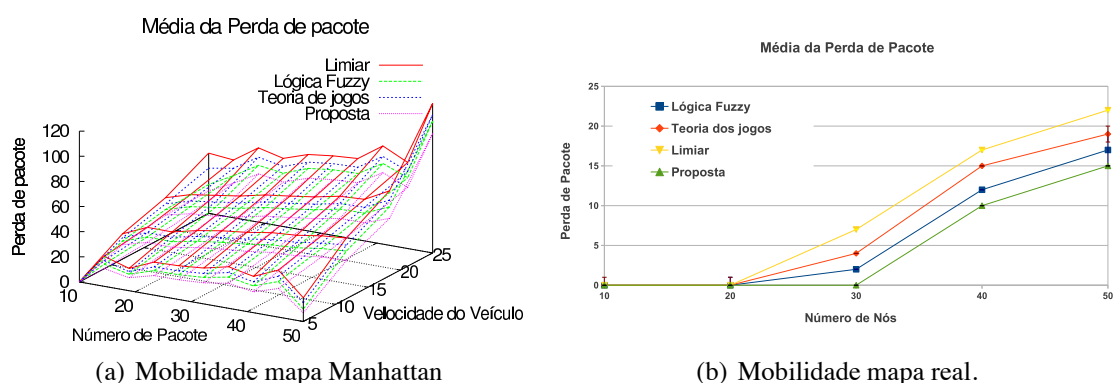 Média da Perda de pacote
Limiar
Lógica Fuzzy
Teoria de jogos
Proposta
120
100
80
60
40
20
0
Perda de pacote
10
20
30
40
50
Número de Pacote
5
10
15
20
25
Velocidade do Veículo
(a) Mobilidade mapa Manhattan
Média da Perda de Pacote
25
20
15
10
5
0
Perda de Pacote
Lógica Fuzzy
Teoria dos jogos
Limiar
Proposta
10
20
30
40
50
Número de Nós
(b) Mobilidade mapa real.